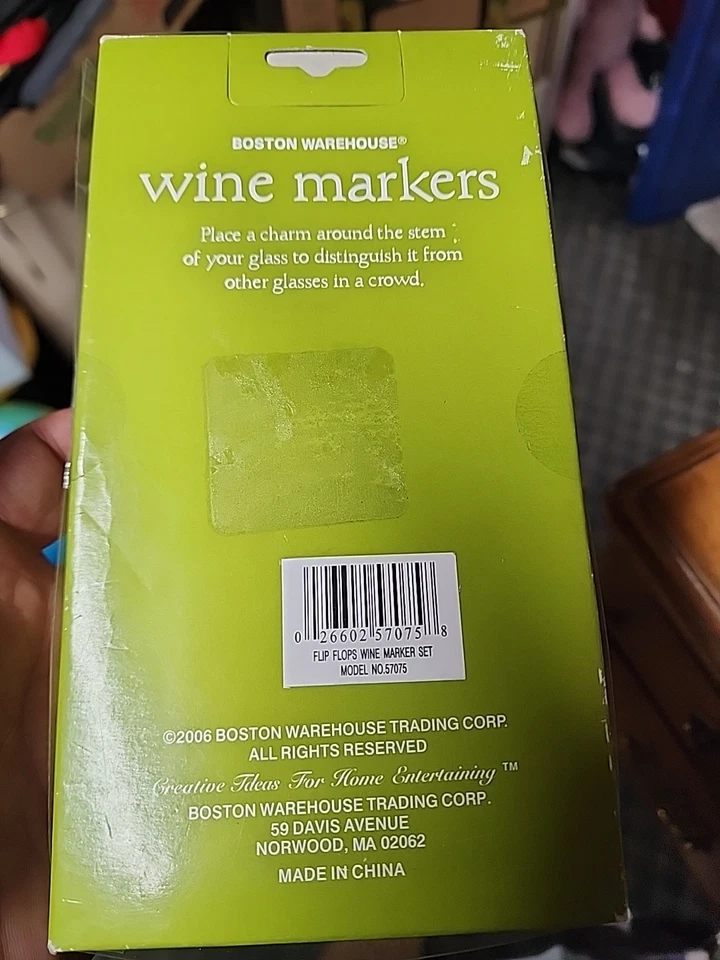 BOSTON WAREHOUSE®
wine markers
Place a charm around the stem
of your glass to distinguish it from
other glasses in a crowd.
0 26602 57075 8
FLIP FLOPS WINE MARKER SET
MODEL NO.57075
©2006 BOSTON WAREHOUSE TRADING CORP.
ALL RIGHTS RESERVED
Creative Ideas For Home Entertaining ™
BOSTON WAREHOUSE TRADING CORP.
59 DAVIS AVENUE
NORWOOD, MA 02062
MADE IN CHINA